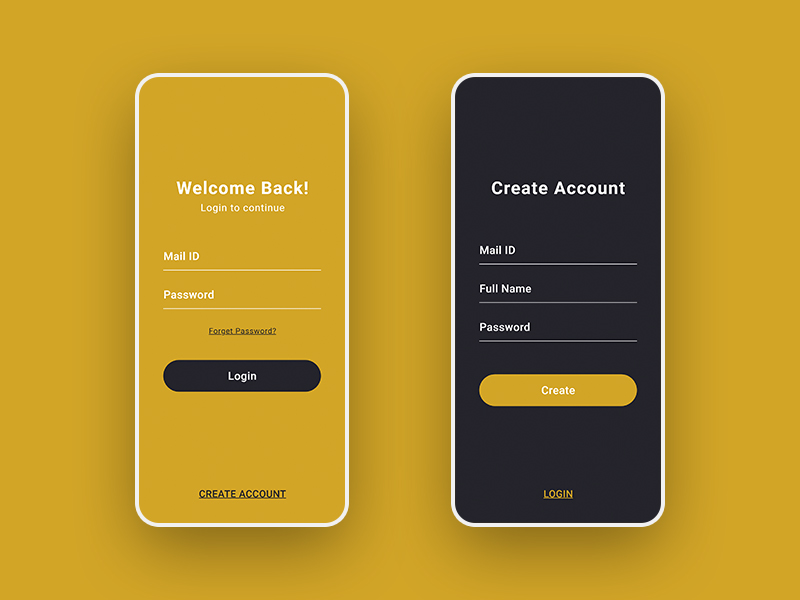 Welcome Back!
Login to continue
Mail ID
Password
Forget Password?
Login
CREATE ACCOUNT
Create Account
Mail ID
Full Name
Password
Create
LOGIN